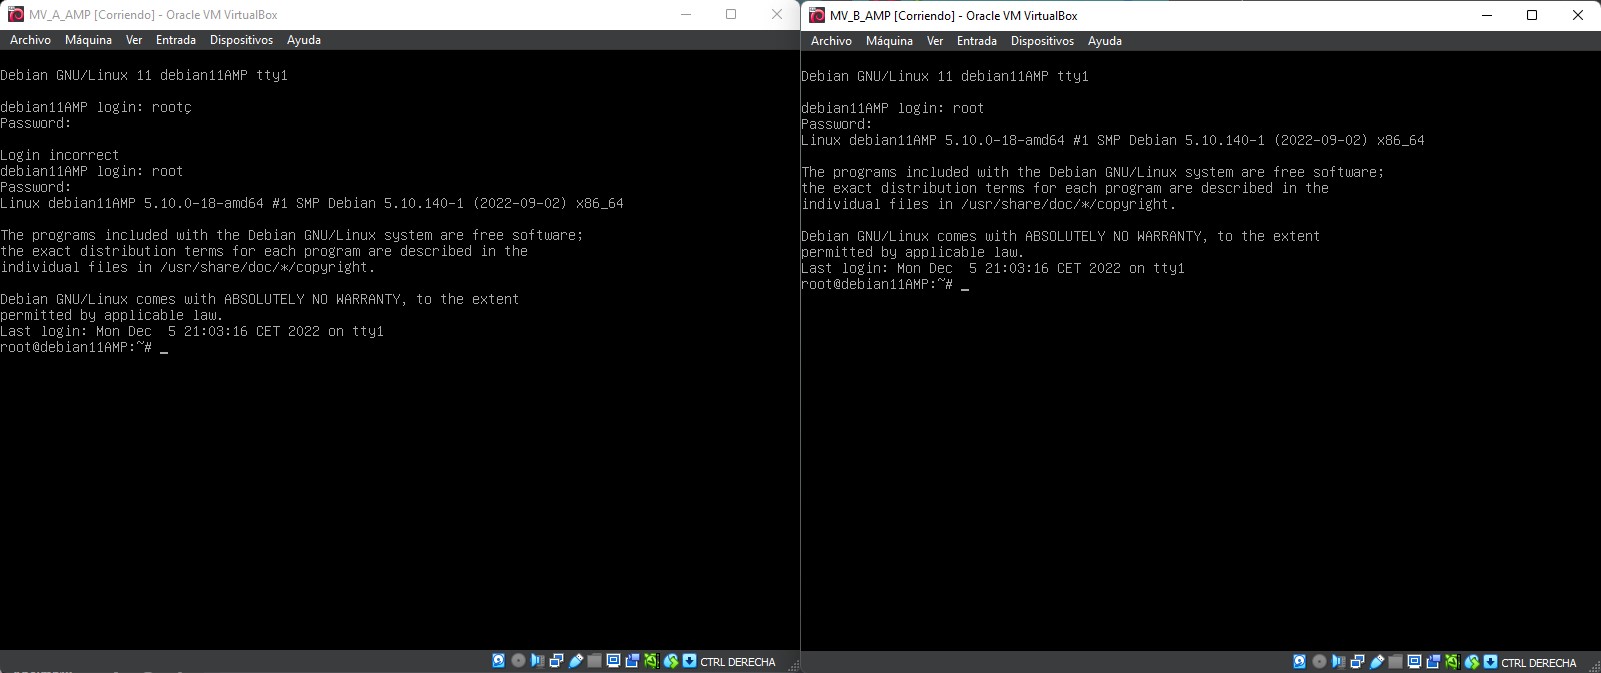 MV_A_AMP [Corriendo] - Oracle VM VirtualBox
Archivo Máquina Ver Entrada Dispositivos Ayuda
Debian GNU/Linux 11 debian11AMP tty1
debian11AMP login: rootç
Password:
Login incorrect
debian11AMP login: root
Password:
Linux debian11AMP 5.10.0-18-amd64 #1 SMP Debian 5.10.140-1 (2022-09-02) x86_64
The programs included with the Debian GNU/Linux system are free software;
the exact distribution terms for each program are described in the
individual files in /usr/share/doc/*/copyright.
Debian GNU/Linux comes with ABSOLUTELY NO WARRANTY, to the extent
permitted by applicable law.
Last login: Mon Dec  5 21:03:16 CET 2022 on tty1
root@debian11AMP:~# _
CTRL DERECHA
MV_B_AMP [Corriendo] - Oracle VM VirtualBox
Archivo Máquina Ver Entrada Dispositivos Ayuda
Debian GNU/Linux 11 debian11AMP tty1
debian11AMP login: root
Password:
Linux debian11AMP 5.10.0-18-amd64 #1 SMP Debian 5.10.140-1 (2022-09-02) x86_64
The programs included with the Debian GNU/Linux system are free software;
the exact distribution terms for each program are described in the
individual files in /usr/share/doc/*/copyright.
Debian GNU/Linux comes with ABSOLUTELY NO WARRANTY, to the extent
permitted by applicable law.
Last login: Mon Dec  5 21:03:16 CET 2022 on tty1
root@debian11AMP:~# _
CTRL DERECHA